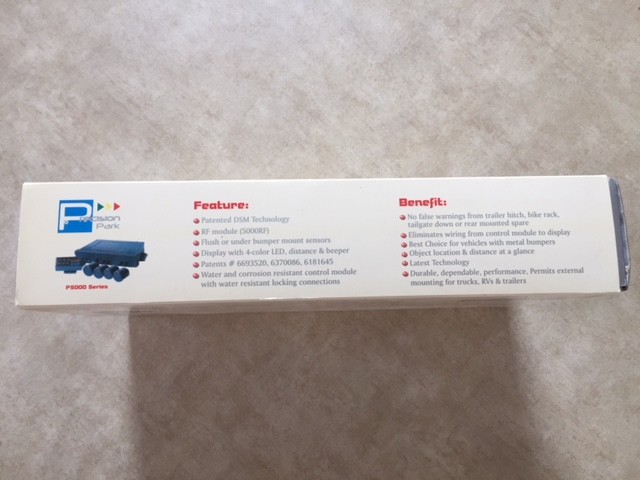 Precision
Park
P5000 Series
Feature:
Patented DSM Technology
RF module (5000RF)
Flush or under bumper mount sensors
Display with 4-color LED, distance & beeper
Patents # 6693520, 6370086, 6181645
Water and corrosion resistant control module
with water resistant locking connections
Benefit:
No false warnings from trailer hitch, bike rack,
tailgate down or rear mounted spare
Eliminates wiring from control module to display
Best Choice for vehicles with metal bumpers
Object location & distance at a glance
Latest Technology
Durable, dependable, performance, Permits external
mounting for trucks, RVs & trailers